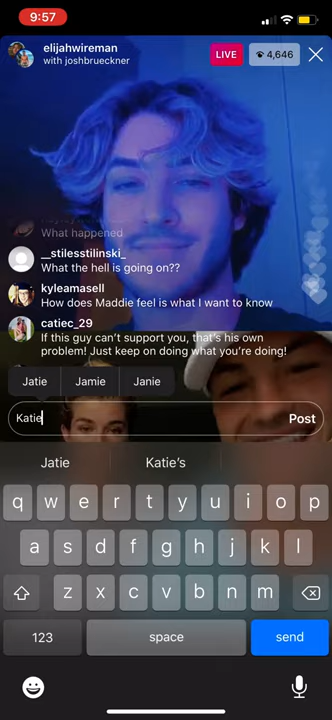 9:57
elijahwireman
with joshbrueckner
LIVE
4,646
What happened
__stilesstilinski_
What the hell is going on??
kyleamasell
How does Maddie feel is what I want to know
catiec_29
If this guy can't support you, that's his own
problem! Just keep on doing what you're doing!
Jatie Jamie Janie
Katie Post
Jatie Katie's
q w e r t y u i o p
a s d f g h j k l
z x c v b n m
123 space send